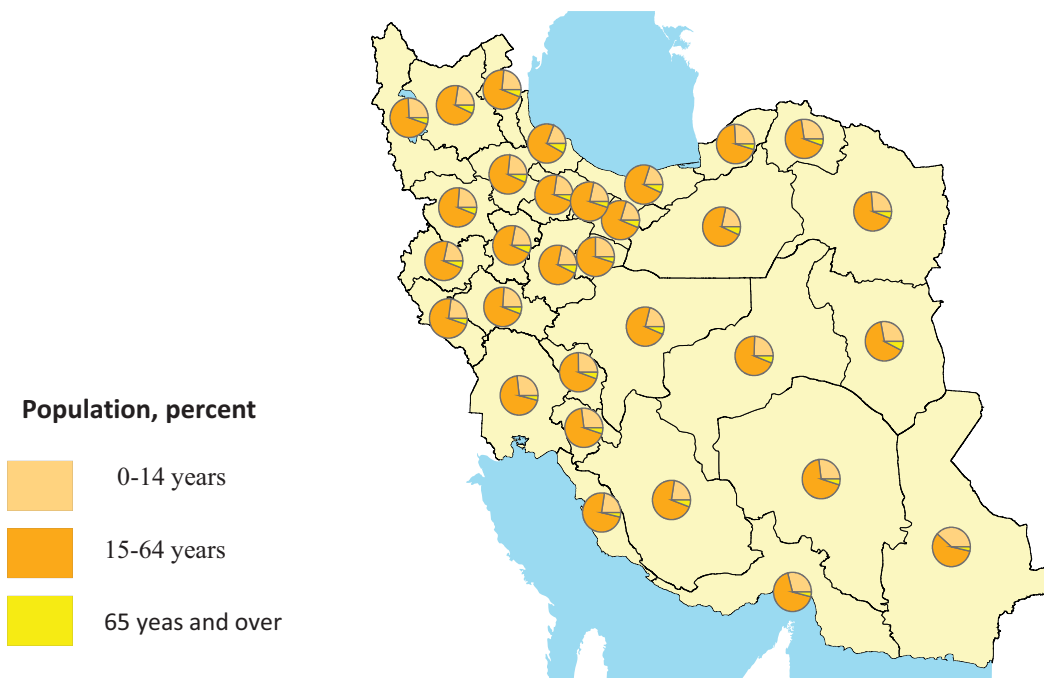 Population, percent
0-14 years
15-64 years
65 yeas and over